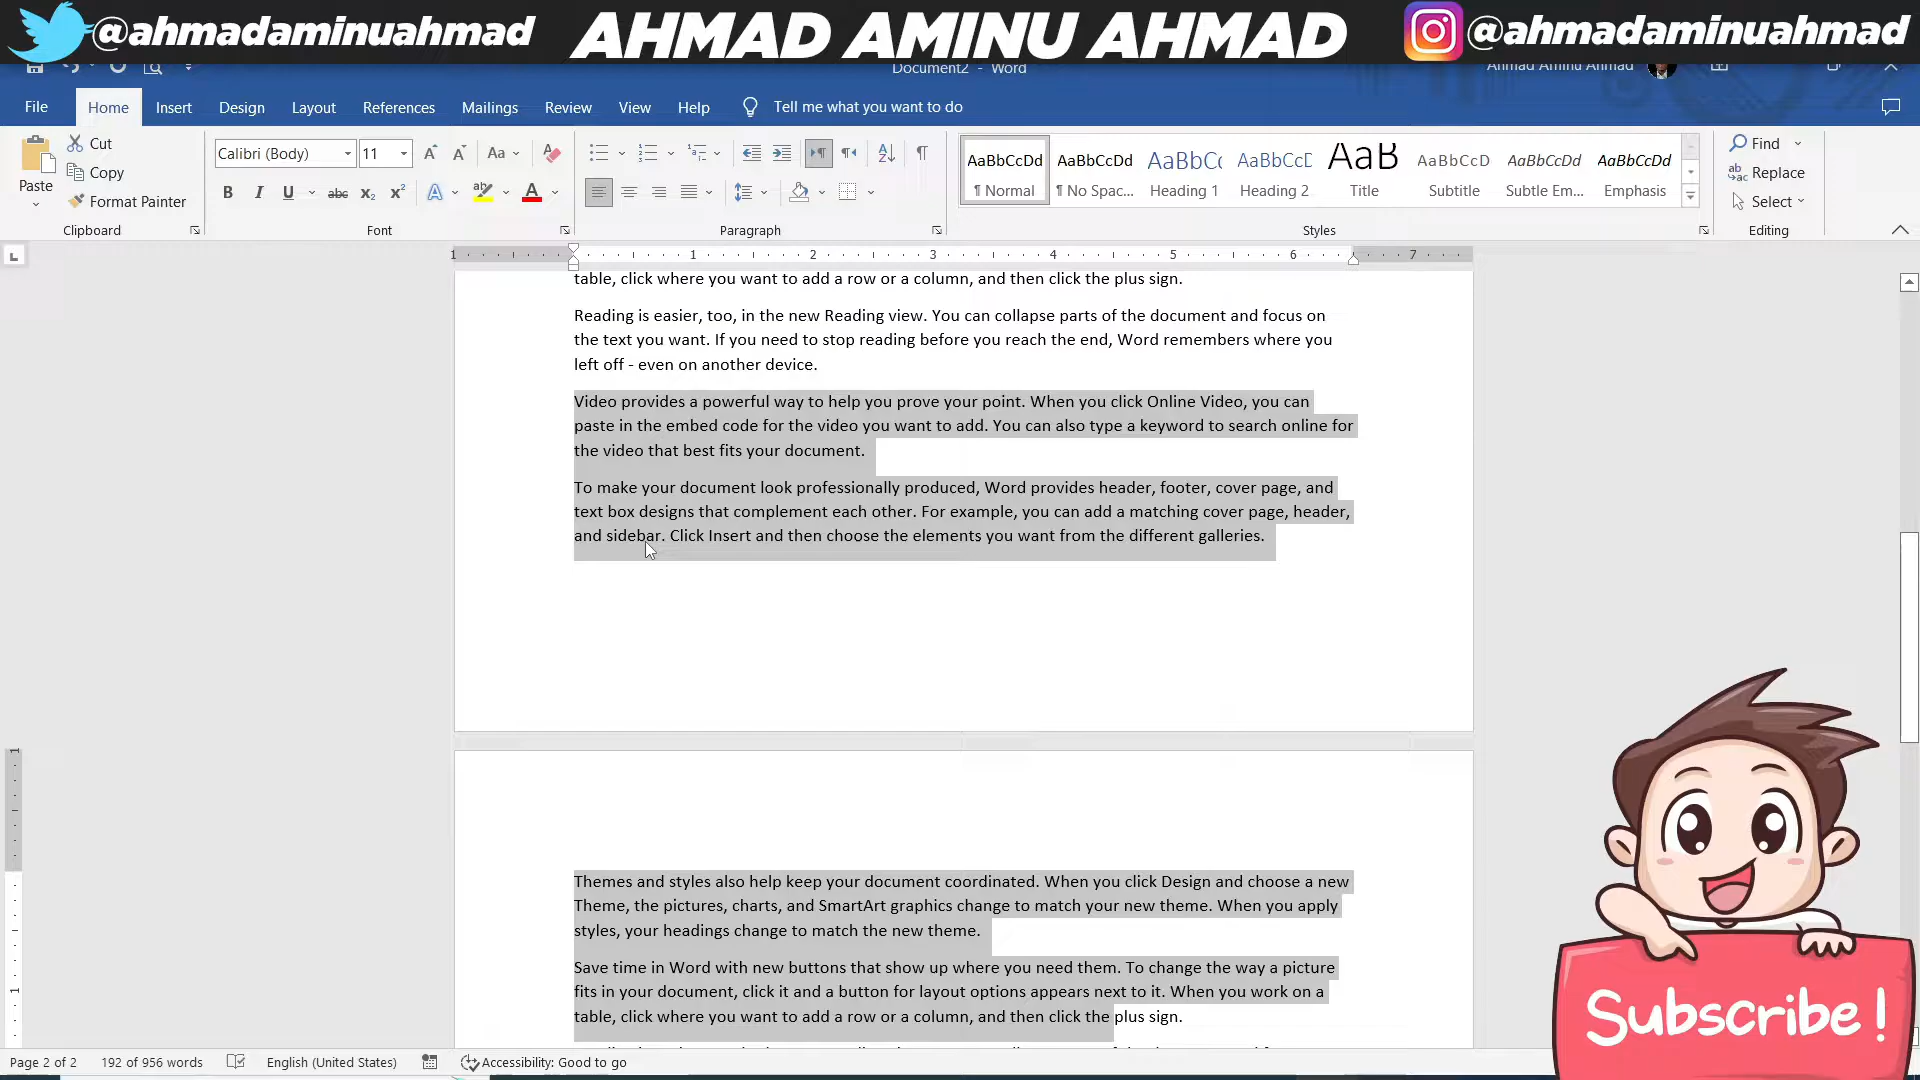 @ahmadaminuahmad AHMAD AMINU AHMAD @ahmadaminuahmad
Document2 - Word Ahmad Aminu Ahmad
File Home Insert Design Layout References Mailings Review View Help Tell me what you want to do
Paste Cut
Copy
Format Painter
Clipboard
Calibri (Body) 11 Aa
B I U abc x2 x2 A A
Font
Paragraph
AaBbCcDd AaBbCcDd AaBbCc AaBbCcD AaB AaBbCcD AaBbCcDd AaBbCcDd
¶ Normal ¶ No Spac... Heading 1 Heading 2 Title Subtitle Subtle Em... Emphasis
Styles
Find
Replace
Select
Editing
1 1 2 3 4 5 6 7
table, click where you want to add a row or a column, and then click the plus sign.
Reading is easier, too, in the new Reading view. You can collapse parts of the document and focus on
the text you want. If you need to stop reading before you reach the end, Word remembers where you
left off - even on another device.
Video provides a powerful way to help you prove your point. When you click Online Video, you can
paste in the embed code for the video you want to add. You can also type a keyword to search online for
the video that best fits your document.
To make your document look professionally produced, Word provides header, footer, cover page, and
text box designs that complement each other. For example, you can add a matching cover page, header,
and sidebar. Click Insert and then choose the elements you want from the different galleries.
Themes and styles also help keep your document coordinated. When you click Design and choose a new
Theme, the pictures, charts, and SmartArt graphics change to match your new theme. When you apply
styles, your headings change to match the new theme.
Save time in Word with new buttons that show up where you need them. To change the way a picture
fits in your document, click it and a button for layout options appears next to it. When you work on a
table, click where you want to add a row or a column, and then click the plus sign.
Subscribe!
Page 2 of 2 192 of 956 words English (United States) Accessibility: Good to go